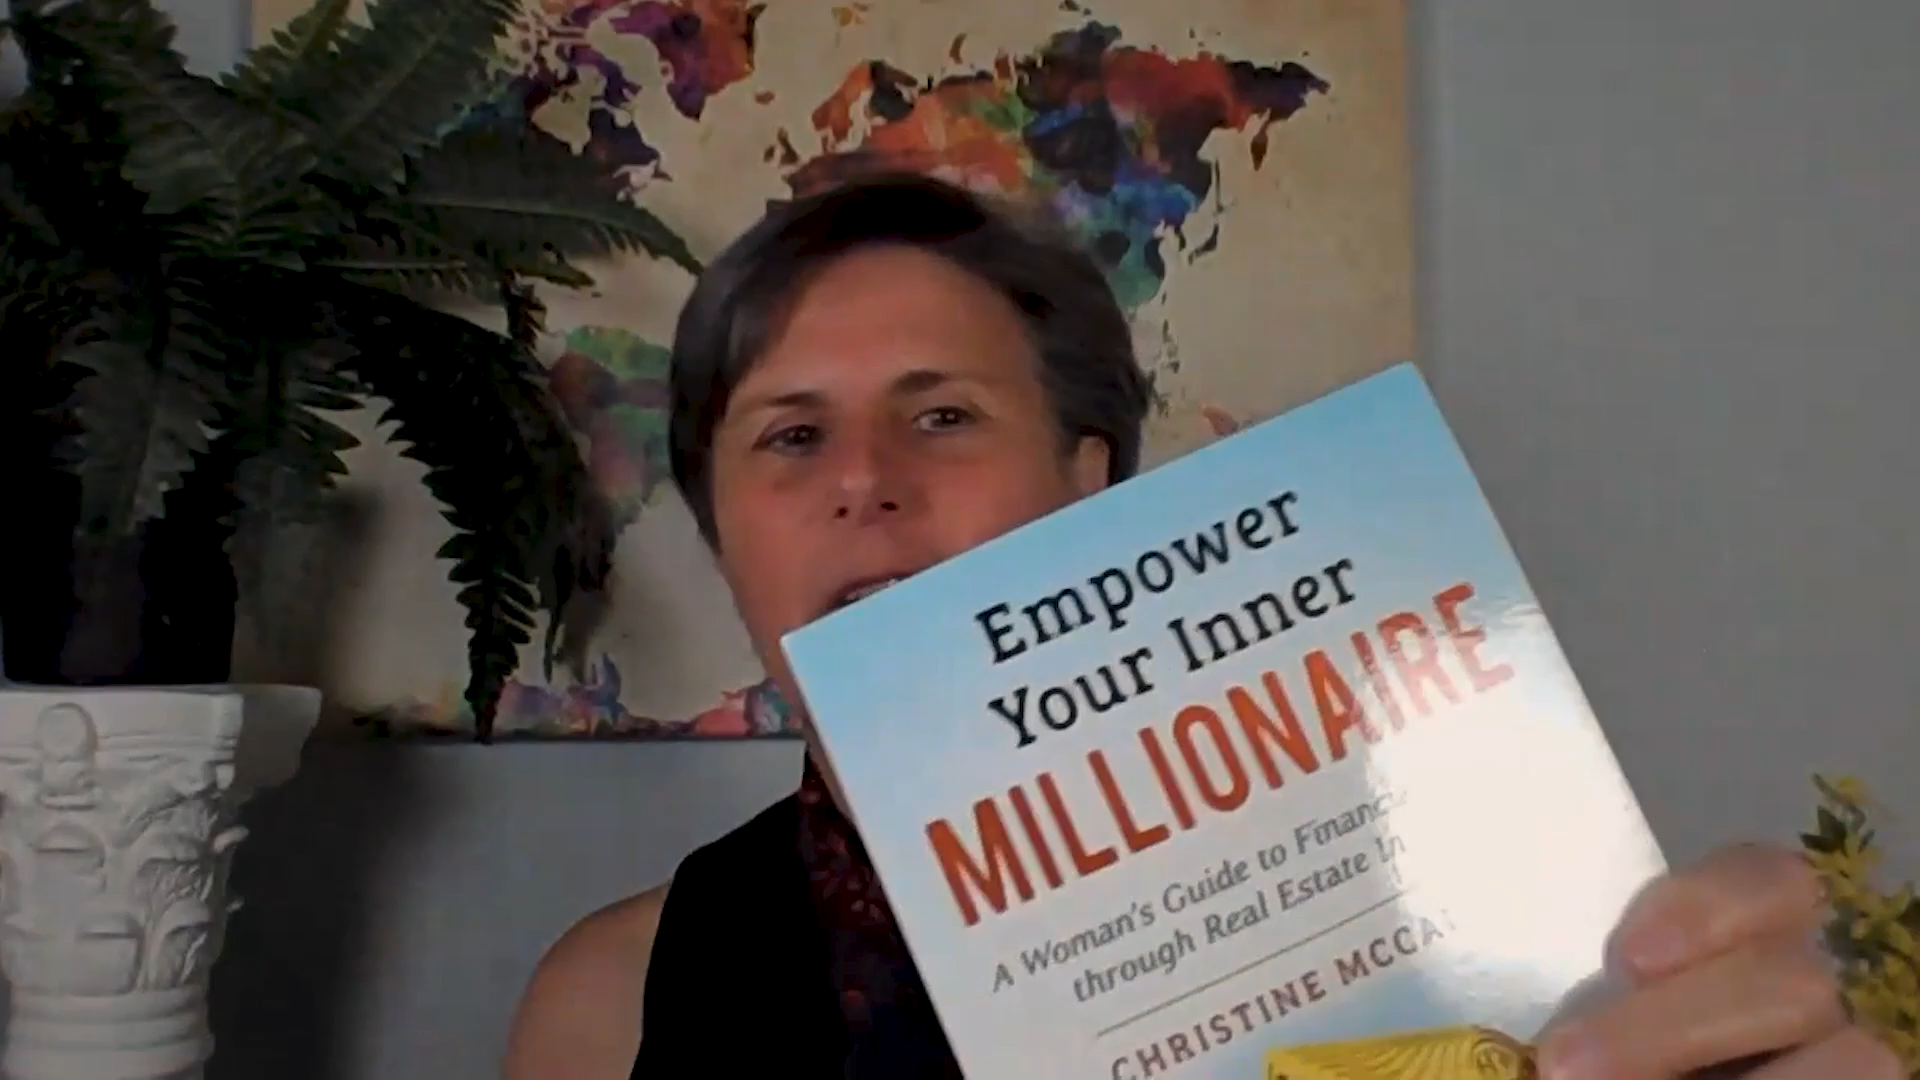 Empower
Your Inner
MILLIONAIRE
A Woman's Guide to
through Real Estate
CHRISTINE